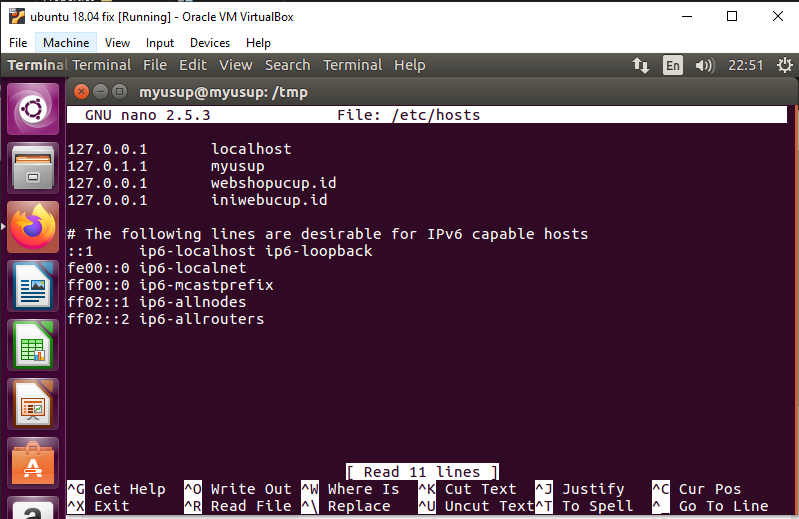 ubuntu 18.04 fix [Running] - Oracle VM VirtualBox
File Machine View Input Devices Help
Terminal Terminal File Edit View Search Terminal Help En 22:51
myusup@myusup: /tmp
GNU nano 2.5.3 File: /etc/hosts
127.0.0.1 localhost
127.0.1.1 myusup
127.0.0.1 webshopucup.id
127.0.0.1 iniwebucup.id
# The following lines are desirable for IPv6 capable hosts
::1 ip6-localhost ip6-loopback
fe00::0 ip6-localnet
ff00::0 ip6-mcastprefix
ff02::1 ip6-allnodes
ff02::2 ip6-allrouters
[ Read 11 lines ]
^G Get Help ^O Write Out ^W Where Is ^K Cut Text ^J Justify ^C Cur Pos
^X Exit ^R Read File ^\ Replace ^U Uncut Text ^T To Spell ^_ Go To Line